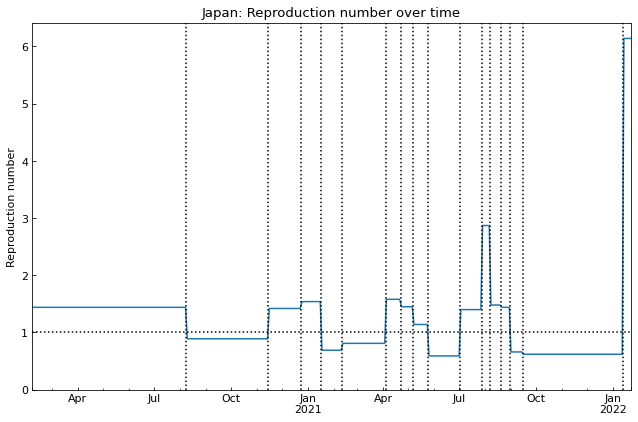 Japan: Reproduction number over time
Reproduction number
6
5
4
3
2
1
0
Apr
Jul
Oct
Jan
2021
Apr
Jul
Oct
Jan
2022